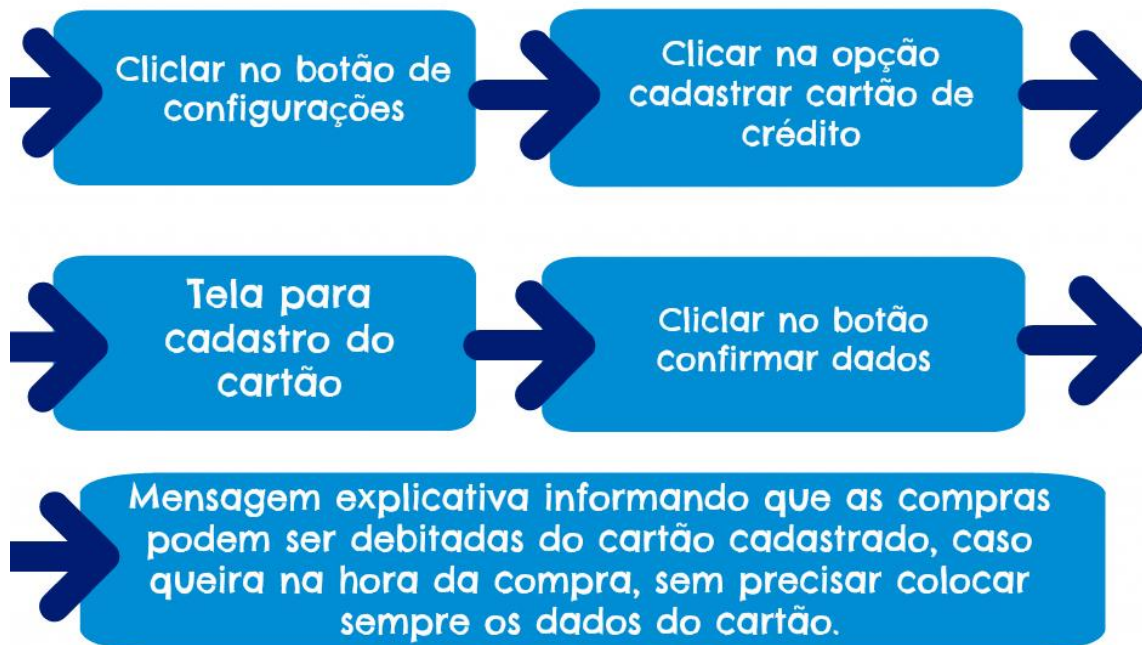 Cliclar no botão de
configurações
Clicar na opção
cadastrar cartão de
crédito
Tela para
cadastro do
cartão
Cliclar no botão
confirmar dados
Mensagem explicativa informando que as compras
podem ser debitadas do cartão cadastrado, caso
queira na hora da compra, sem precisar colocar
sempre os dados do cartão.